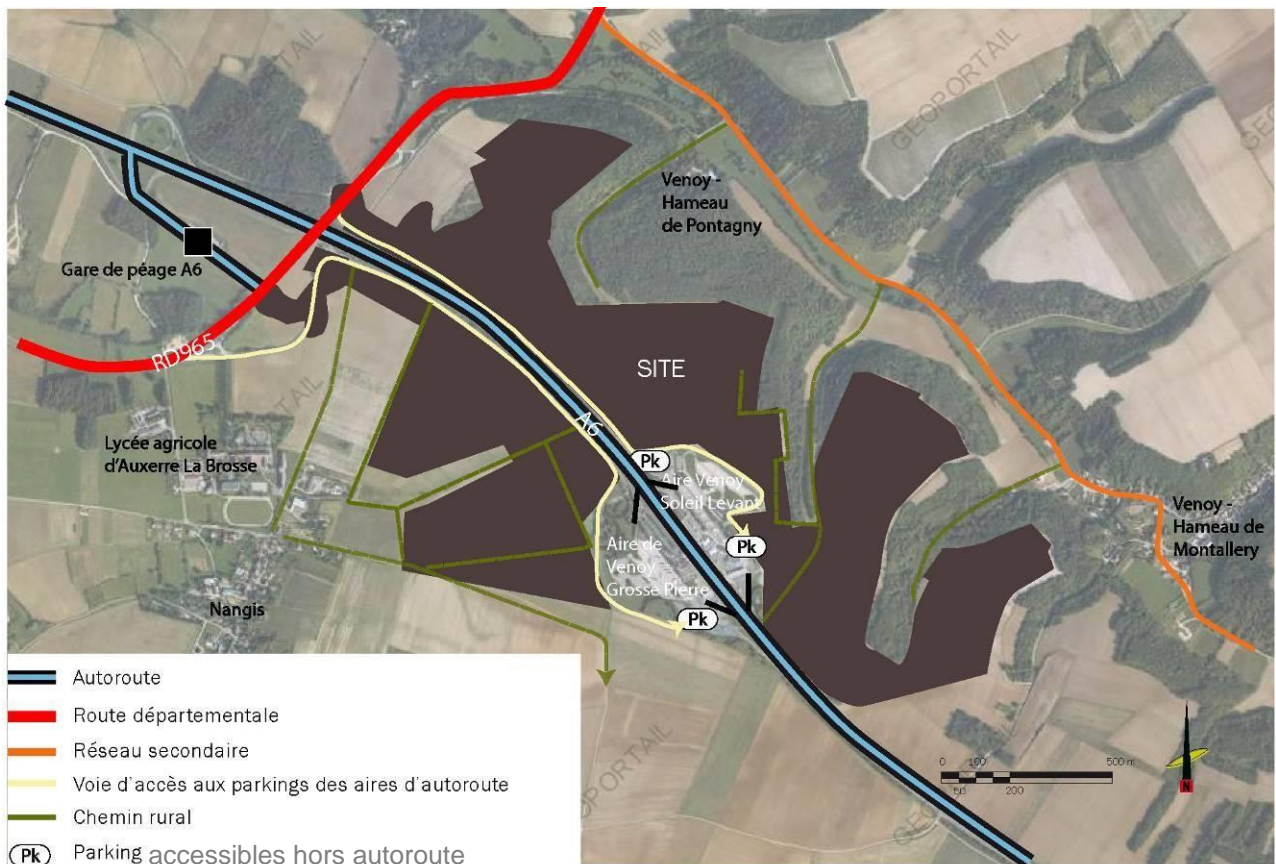 GEOPORTAIL
GEOPORTAIL
GEOPORTAIL
Venoy -
Hameau
de Pontagny
Gare de péage A6
RD965
GEOPORTAIL
SITE
A6
Lycée agricole
d'Auxerre La Brosse
Pk
Aire Venoy
Soleil Levant
Venoy -
Hameau de
Montallery
Pk
Aire de
Venoy
Grosse Pierre
Nangis
Pk
Autoroute
Route départementale
Réseau secondaire
Voie d'accès aux parkings des aires d'autoroute
Chemin rural
Pk Parking accessibles hors autoroute
GEOPORTAIL
GEOPORTAIL
0 100 500 m
50 200
N